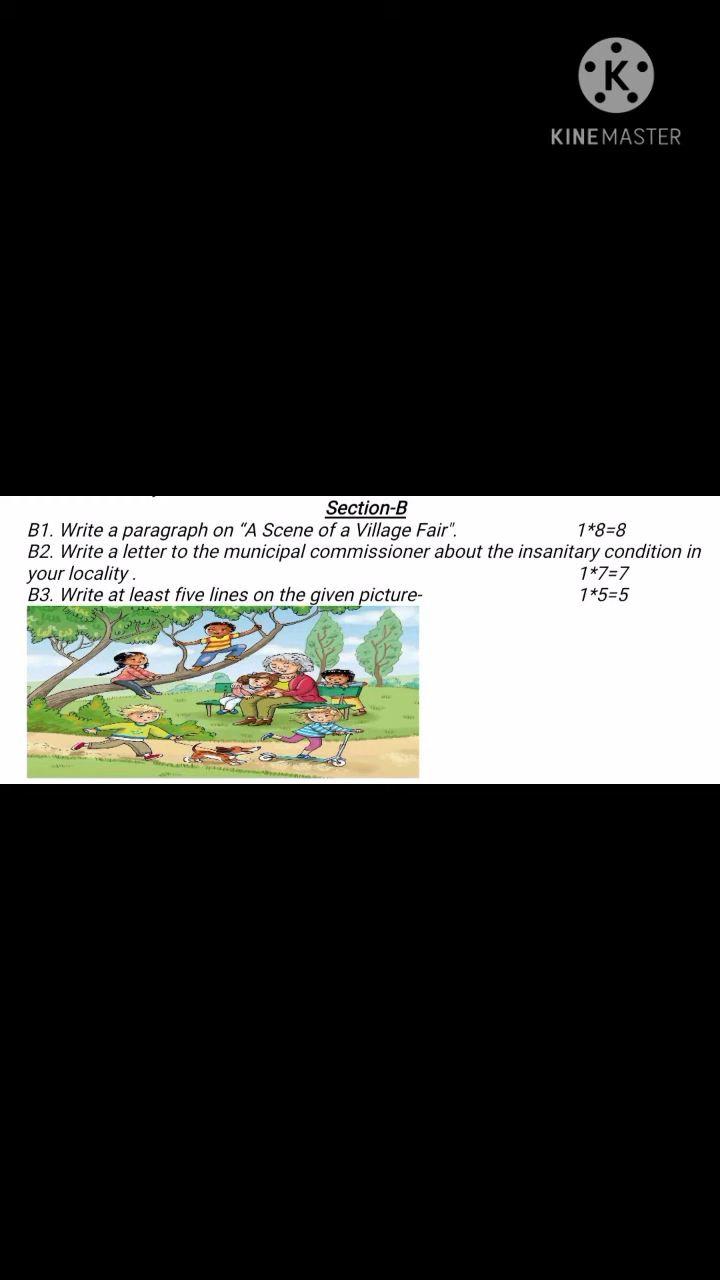 K
KINEMASTER
Section-B
B1. Write a paragraph on “A Scene of a Village Fair". 1*8=8
B2. Write a letter to the municipal commissioner about the insanitary condition in
your locality . 1*7=7
B3. Write at least five lines on the given picture- 1*5=5